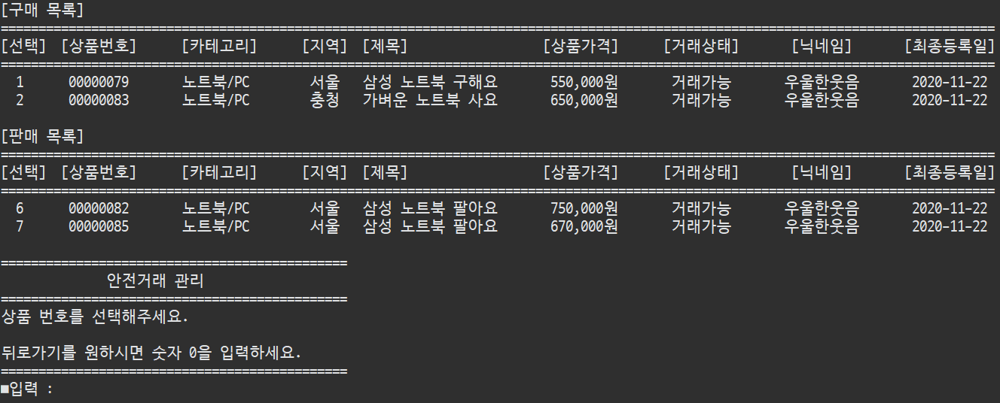 [구매 목록]
====================================================================================================================================
[선택] [상품번호] [카테고리] [지역] [제목] [상품가격] [거래상태] [닉네임] [최종등록일]
====================================================================================================================================
1 00000079 노트북/PC 서울 삼성 노트북 구해요 550,000원 거래가능 우울한웃음 2020-11-22
2 00000083 노트북/PC 충청 가벼운 노트북 사요 650,000원 거래가능 우울한웃음 2020-11-22
[판매 목록]
====================================================================================================================================
[선택] [상품번호] [카테고리] [지역] [제목] [상품가격] [거래상태] [닉네임] [최종등록일]
====================================================================================================================================
6 00000082 노트북/PC 서울 삼성 노트북 팔아요 750,000원 거래가능 우울한웃음 2020-11-22
7 00000085 노트북/PC 서울 삼성 노트북 팔아요 670,000원 거래가능 우울한웃음 2020-11-22
==============================================
안전거래 관리
==============================================
상품 번호를 선택해주세요.
뒤로가기를 원하시면 숫자 0을 입력하세요.
==============================================
■입력 :